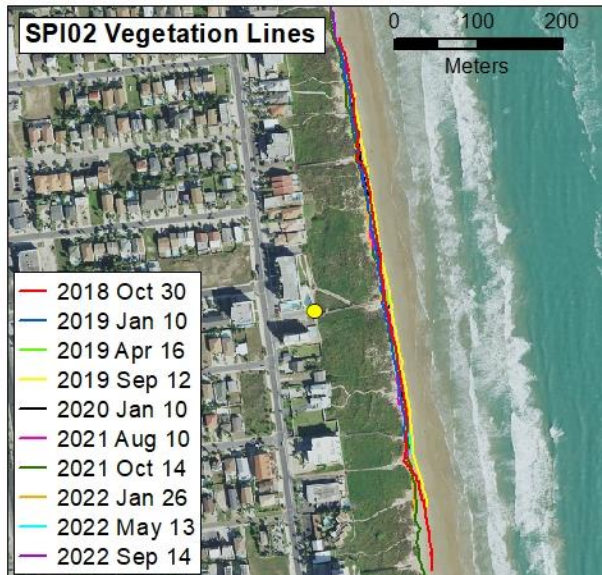 SPI02 Vegetation Lines
0 100 200
Meters
2018 Oct 30
2019 Jan 10
2019 Apr 16
2019 Sep 12
2020 Jan 10
2021 Aug 10
2021 Oct 14
2022 Jan 26
2022 May 13
2022 Sep 14